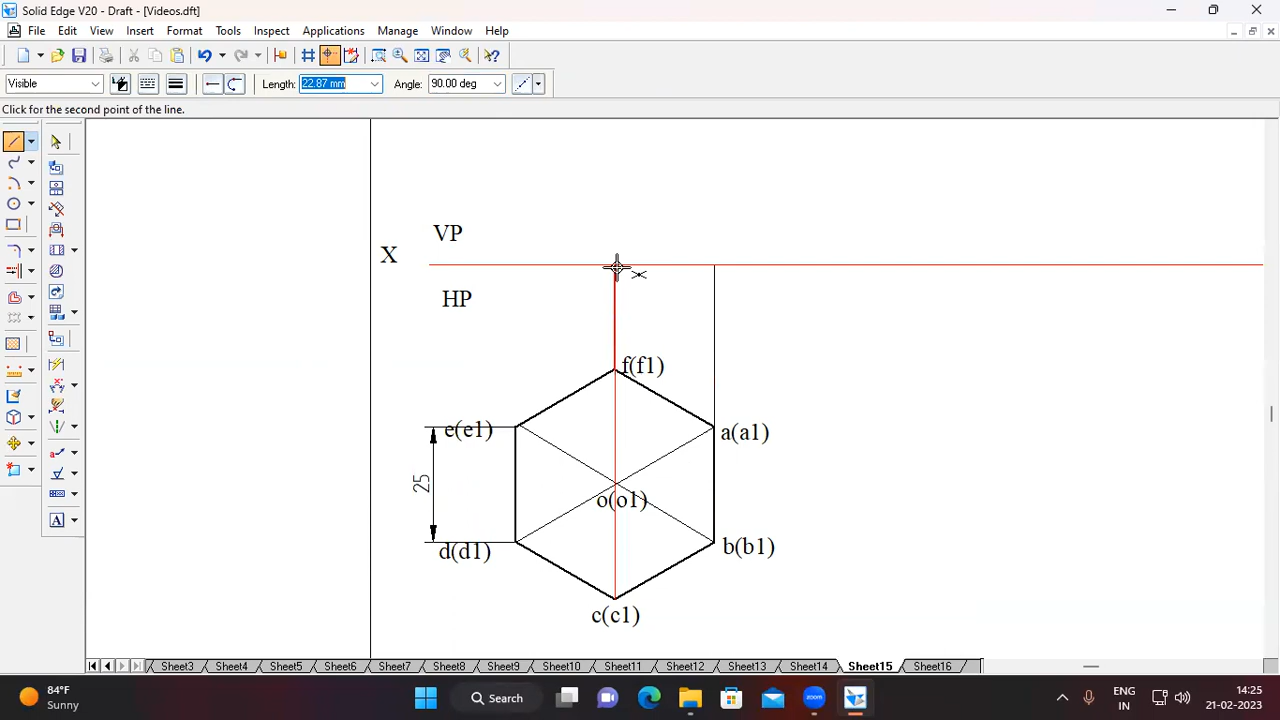 Solid Edge V20 - Draft - [Videos.dft]
File Edit View Insert Format Tools Inspect Applications Manage Window Help
Visible Length: 22.87 mm Angle: 90.00 deg
Click for the second point of the line.
VP
X
HP
f(f1)
e(e1) a(a1)
25
o(o1)
d(d1) b(b1)
c(c1)
Sheet3 Sheet4 Sheet5 Sheet6 Sheet7 Sheet8 Sheet9 Sheet10 Sheet11 Sheet12 Sheet13 Sheet14 Sheet15 Sheet16
84°F
Sunny
Search
zoom
ENG
IN
14:25
21-02-2023